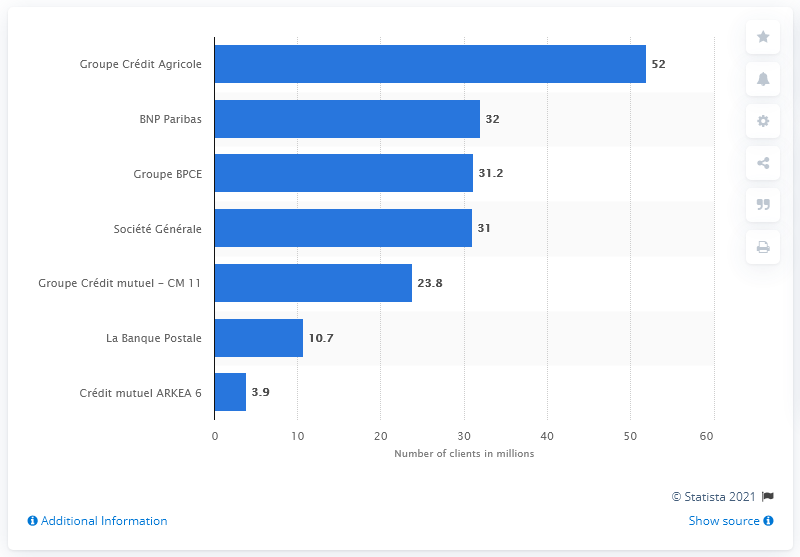 Groupe Crédit Agricole 52
BNP Paribas 32
Groupe BPCE 31.2
Société Générale 31
Groupe Crédit mutuel – CM 11 23.8
La Banque Postale 10.7
Crédit mutuel ARKEA 6 3.9
0 10 20 30 40 50 60
Number of clients in millions
© Statista 2021
Additional Information Show source